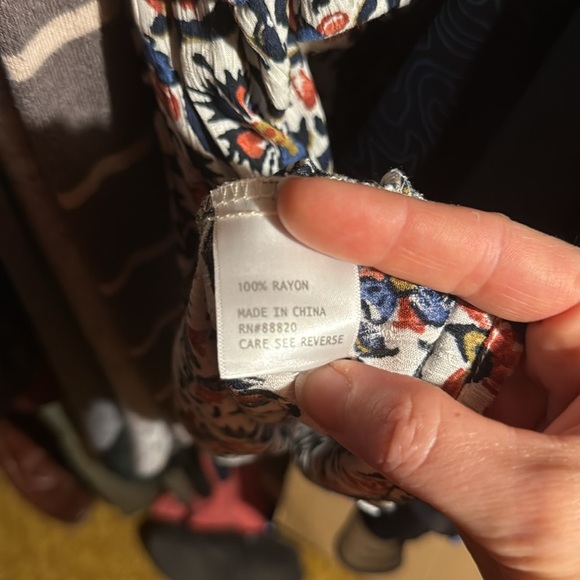 100% RAYON
MADE IN CHINA
RN#88820
CARE SEE REVERSE